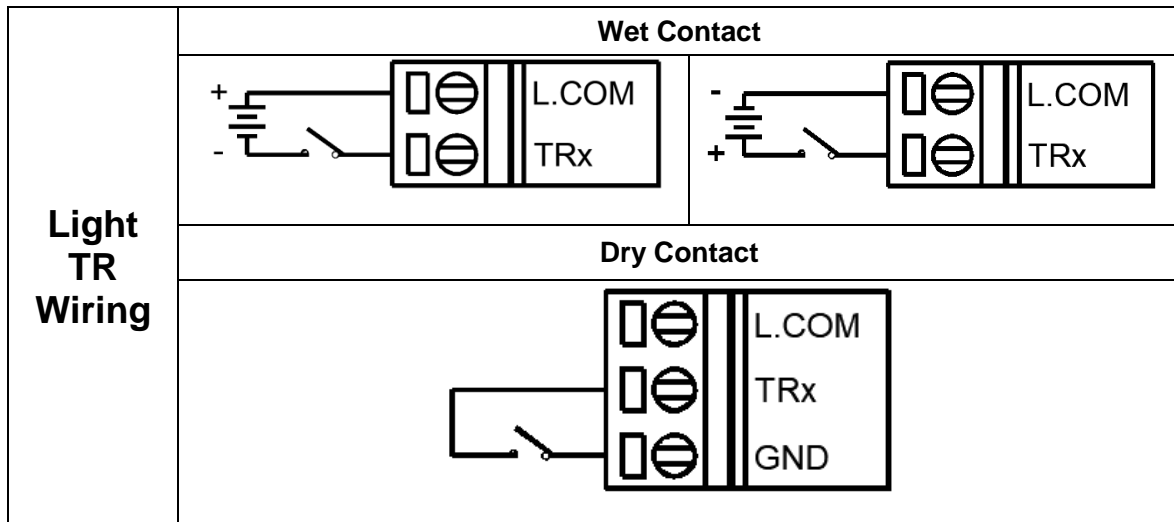 Wet Contact
+
-
L.COM
TRx
-
+
L.COM
TRx
Light
TR
Wiring
Dry Contact
L.COM
TRx
GND